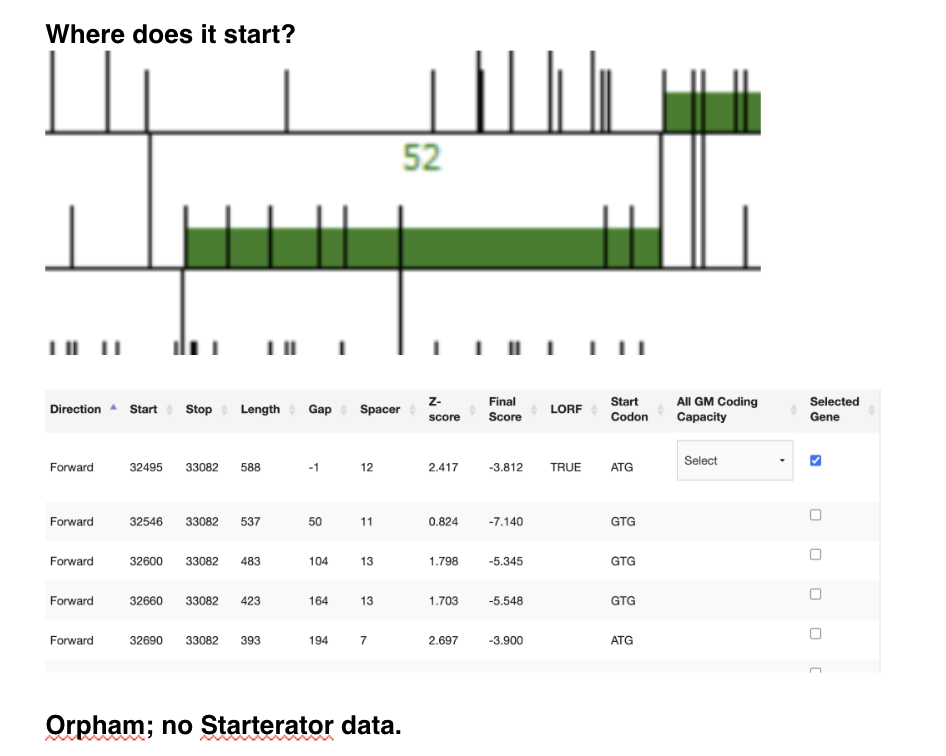 Where does it start?
52
Direction Start Stop Length Gap Spacer Z-score Final Score LORF Start Codon All GM Coding Capacity Selected Gene
Forward 32495 33082 588 -1 12 2.417 -3.812 TRUE ATG Select
Forward 32546 33082 537 50 11 0.824 -7.140 GTG
Forward 32600 33082 483 104 13 1.798 -5.345 GTG
Forward 32660 33082 423 164 13 1.703 -5.548 GTG
Forward 32690 33082 393 194 7 2.697 -3.900 ATG
Orpham; no Starterator data.